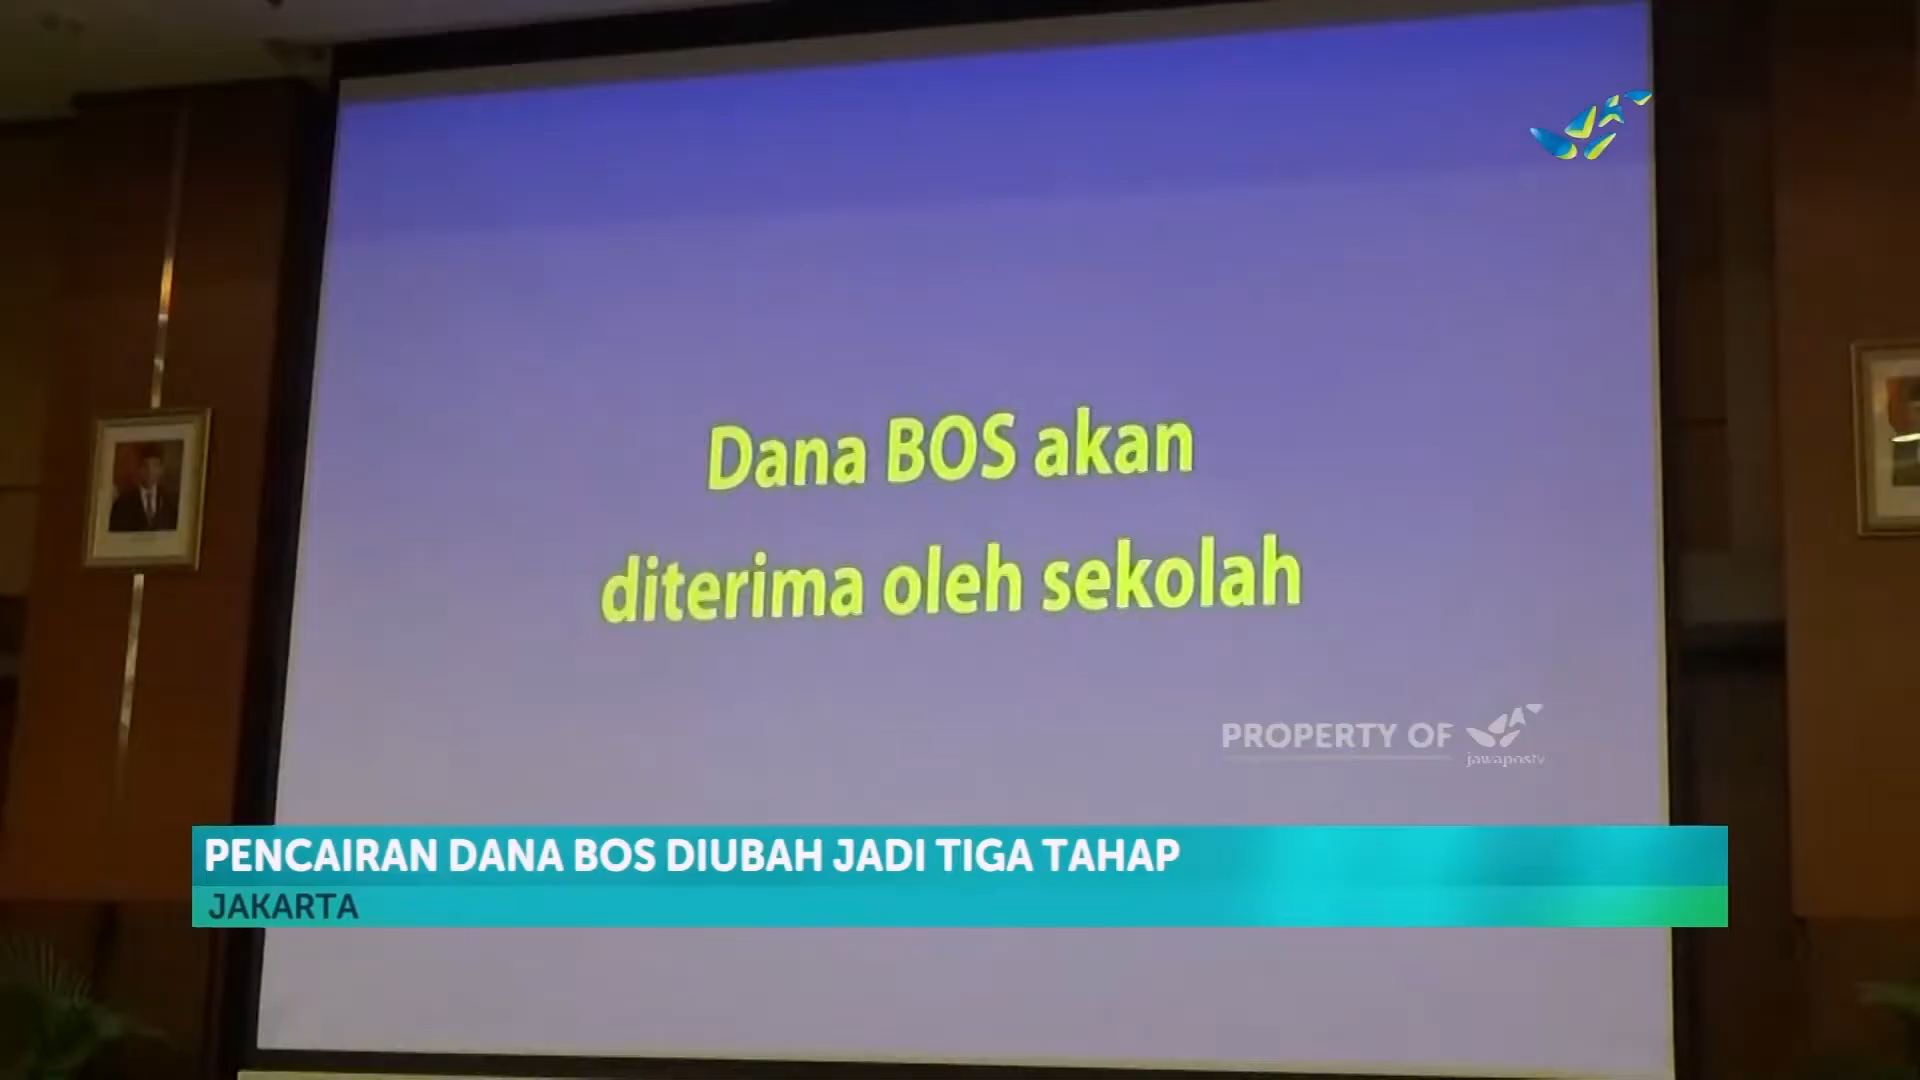 Dana BOS akan
diterima oleh sekolah
PROPERTY OF
jawapostv
PENCAIRAN DANA BOS DIUBAH JADI TIGA TAHAP
JAKARTA